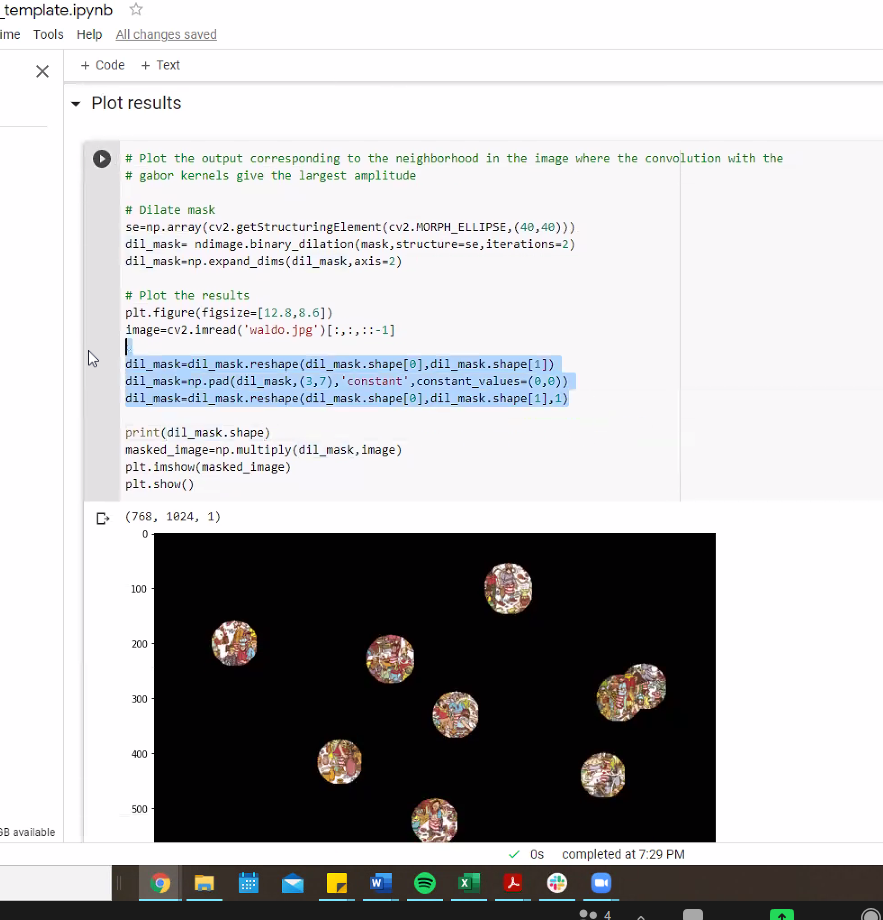 _template.ipynb
ime Tools Help All changes saved
+ Code + Text
Plot results
# Plot the output corresponding to the neighborhood in the image where the convolution with the
# gabor kernels give the largest amplitude
# Dilate mask
se=np.array(cv2.getStructuringElement(cv2.MORPH_ELLIPSE,(40,40)))
dil_mask= ndimage.binary_dilation(mask,structure=se,iterations=2)
dil_mask=np.expand_dims(dil_mask,axis=2)
# Plot the results
plt.figure(figsize=[12.8,8.6])
image=cv2.imread('waldo.jpg')[:,:,::-1]
dil_mask=dil_mask.reshape(dil_mask.shape[0],dil_mask.shape[1])
dil_mask=np.pad(dil_mask,(3,7),'constant',constant_values=(0,0))
dil_mask=dil_mask.reshape(dil_mask.shape[0],dil_mask.shape[1],1)
print(dil_mask.shape)
masked_image=np.multiply(dil_mask,image)
plt.imshow(masked_image)
plt.show()
(768, 1024, 1)
0
100
200
300
400
500
GB available
0s completed at 7:29 PM
4